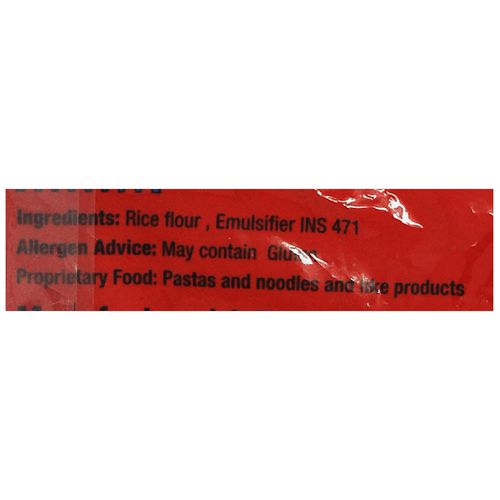 Ingredients: Rice flour , Emulsifier INS 471
Allergen Advice: May contain
Proprietary Food: Pastas and noodles and like products